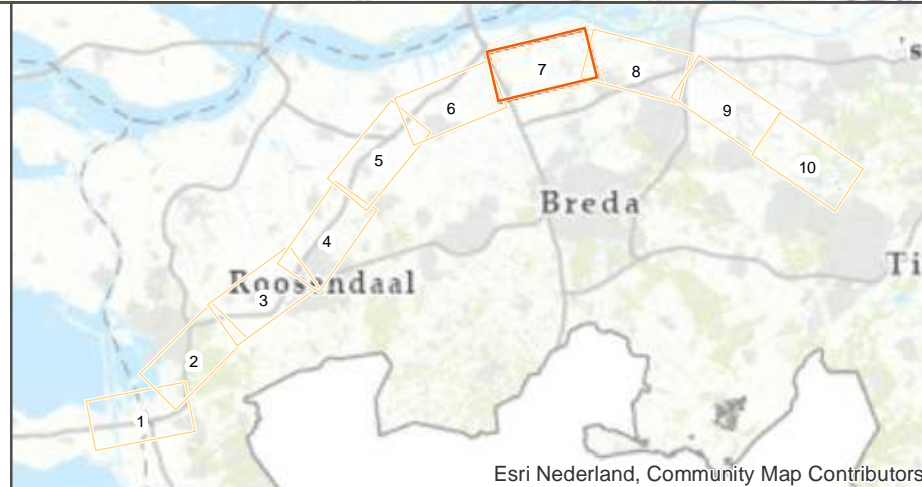 's
7
8
6
9
5
10
Breda
4
Ti
Roosendaal
3
2
1
Esri Nederland, Community Map Contributors